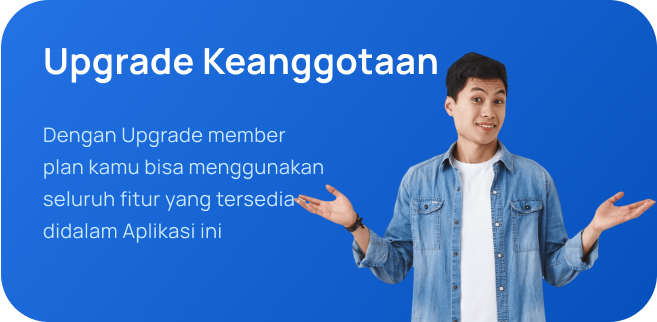 Upgrade Keanggotaan
Dengan Upgrade member
plan kamu bisa menggunakan
seluruh fitur yang tersedia
didalam Aplikasi ini